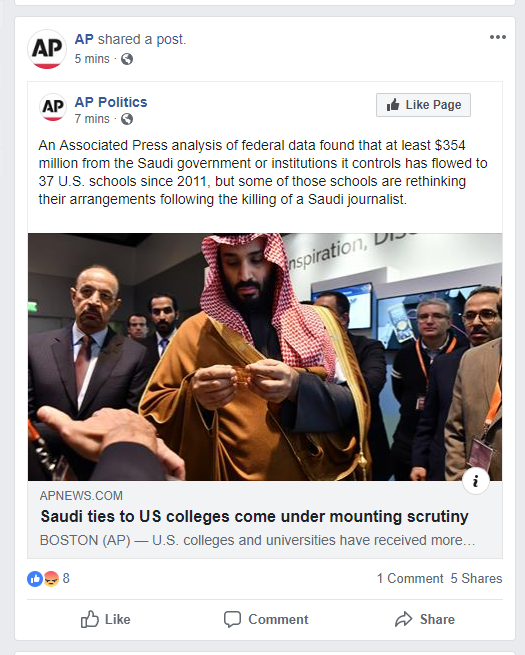 AP
AP shared a post.
5 mins ·
AP
AP Politics
7 mins ·
Like Page
An Associated Press analysis of federal data found that at least $354
million from the Saudi government or institutions it controls has flowed to
37 U.S. schools since 2011, but some of those schools are rethinking
their arrangements following the killing of a Saudi journalist.
nspiration,
i
APNEWS.COM
Saudi ties to US colleges come under mounting scrutiny
BOSTON (AP) — U.S. colleges and universities have received more...
8
1 Comment 5 Shares
Like
Comment
Share